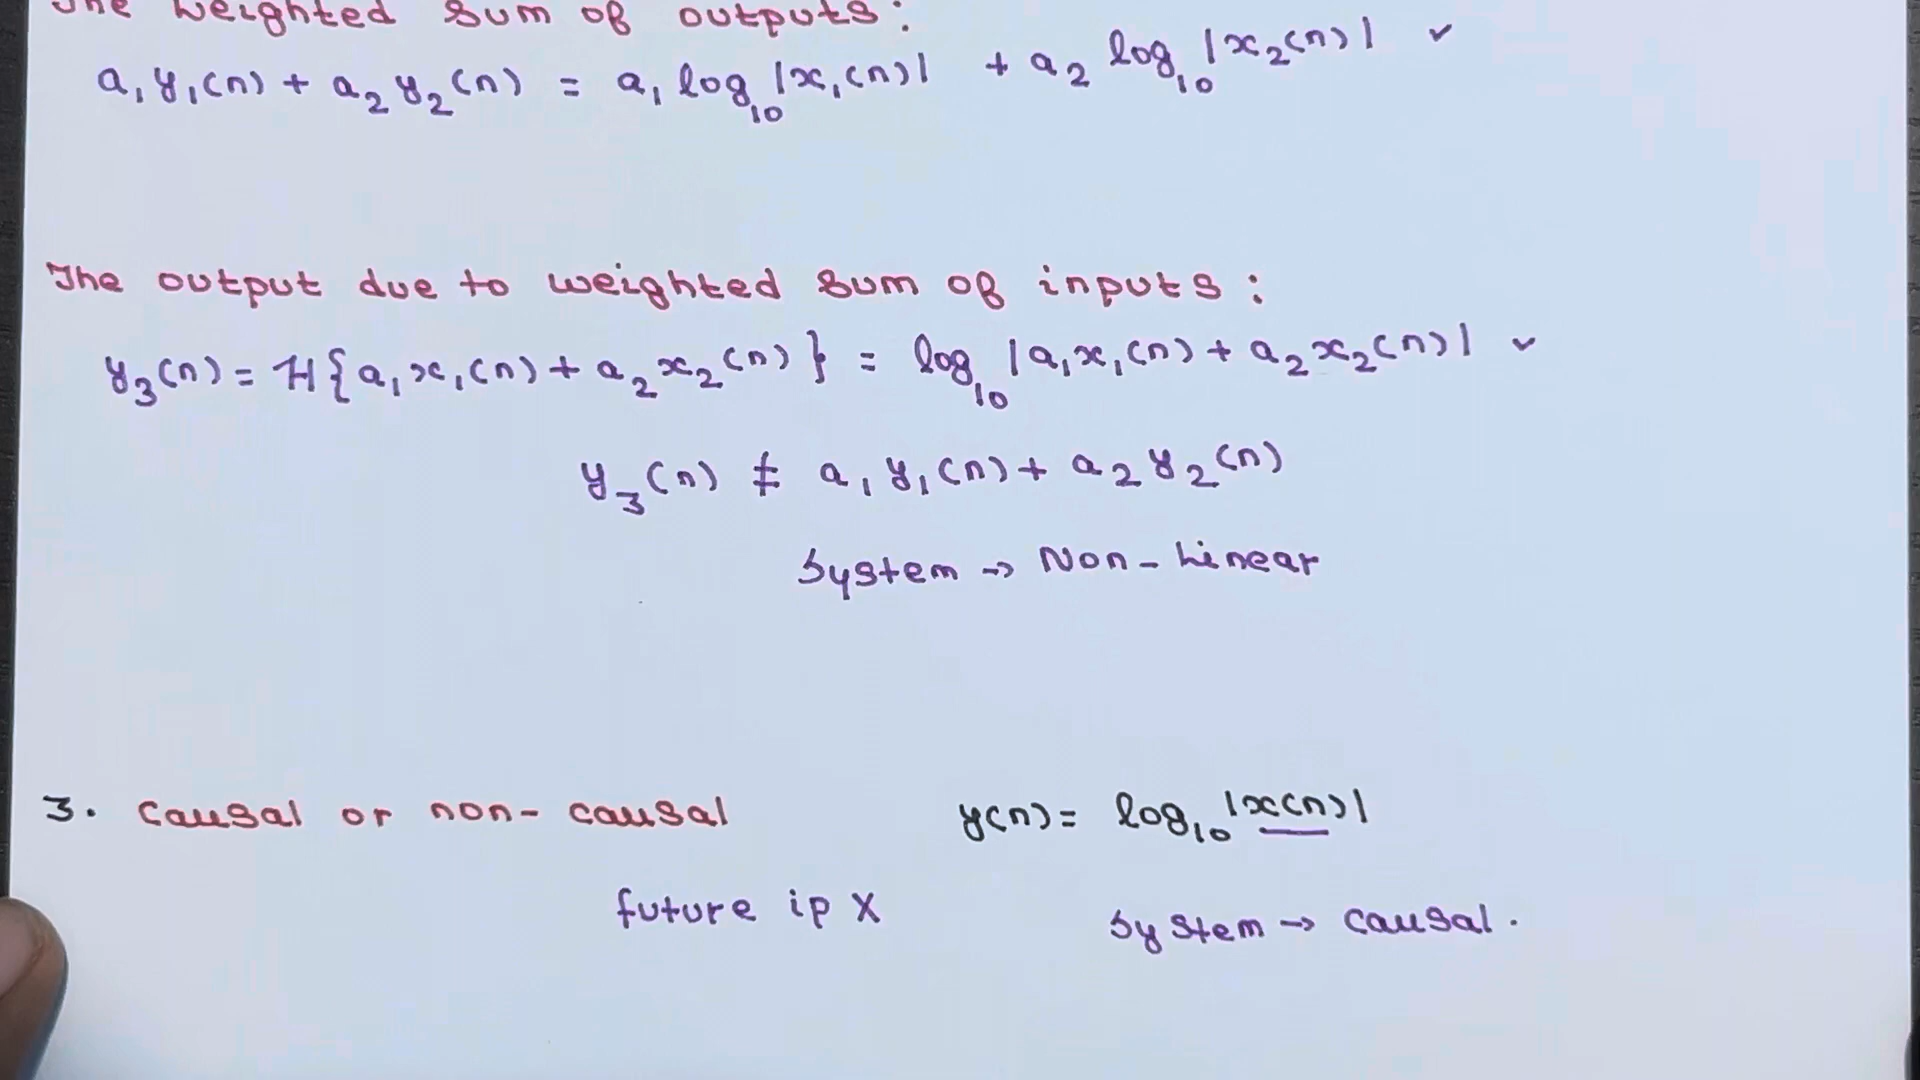 The weighted sum of outputs:
a₁y₁(n) + a₂y₂(n) = a₁ log₁₀|x₁(n)| + a₂ log₁₀|x₂(n)| ✓
The output due to weighted sum of inputs:
y₃(n) = H{a₁x₁(n) + a₂x₂(n)} = log₁₀|a₁x₁(n) + a₂x₂(n)| ✓
y₃(n) ≠ a₁y₁(n) + a₂y₂(n)
System → Non-Linear
3. causal or non-causal y(n) = log₁₀|x(n)|
future ip X System → causal.